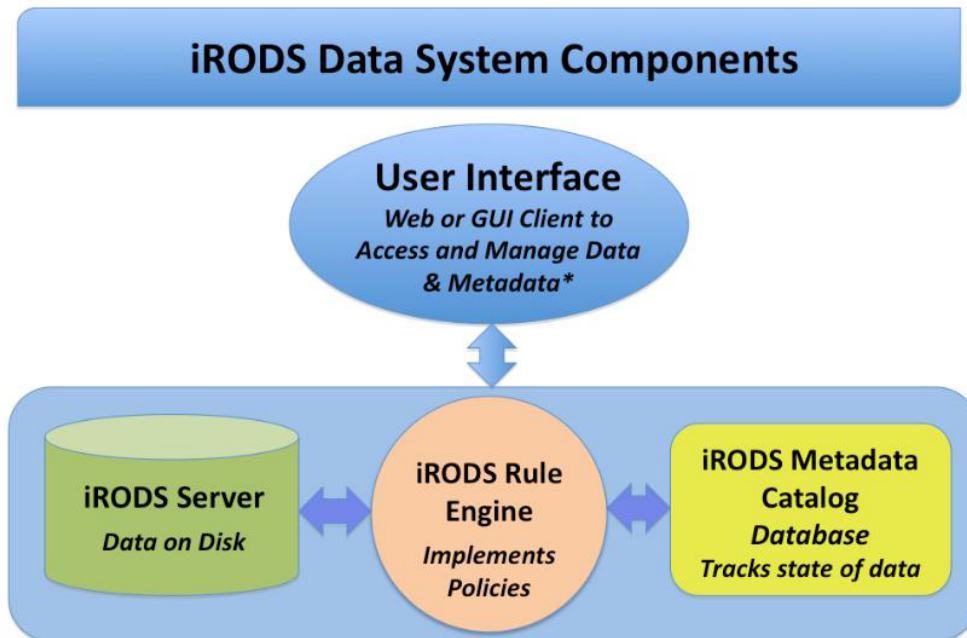 iRODS Data System Components
User Interface
Web or GUI Client to
Access and Manage Data
& Metadata*
iRODS Server
Data on Disk
iRODS Rule
Engine
Implements
Policies
iRODS Metadata
Catalog
Database
Tracks state of data